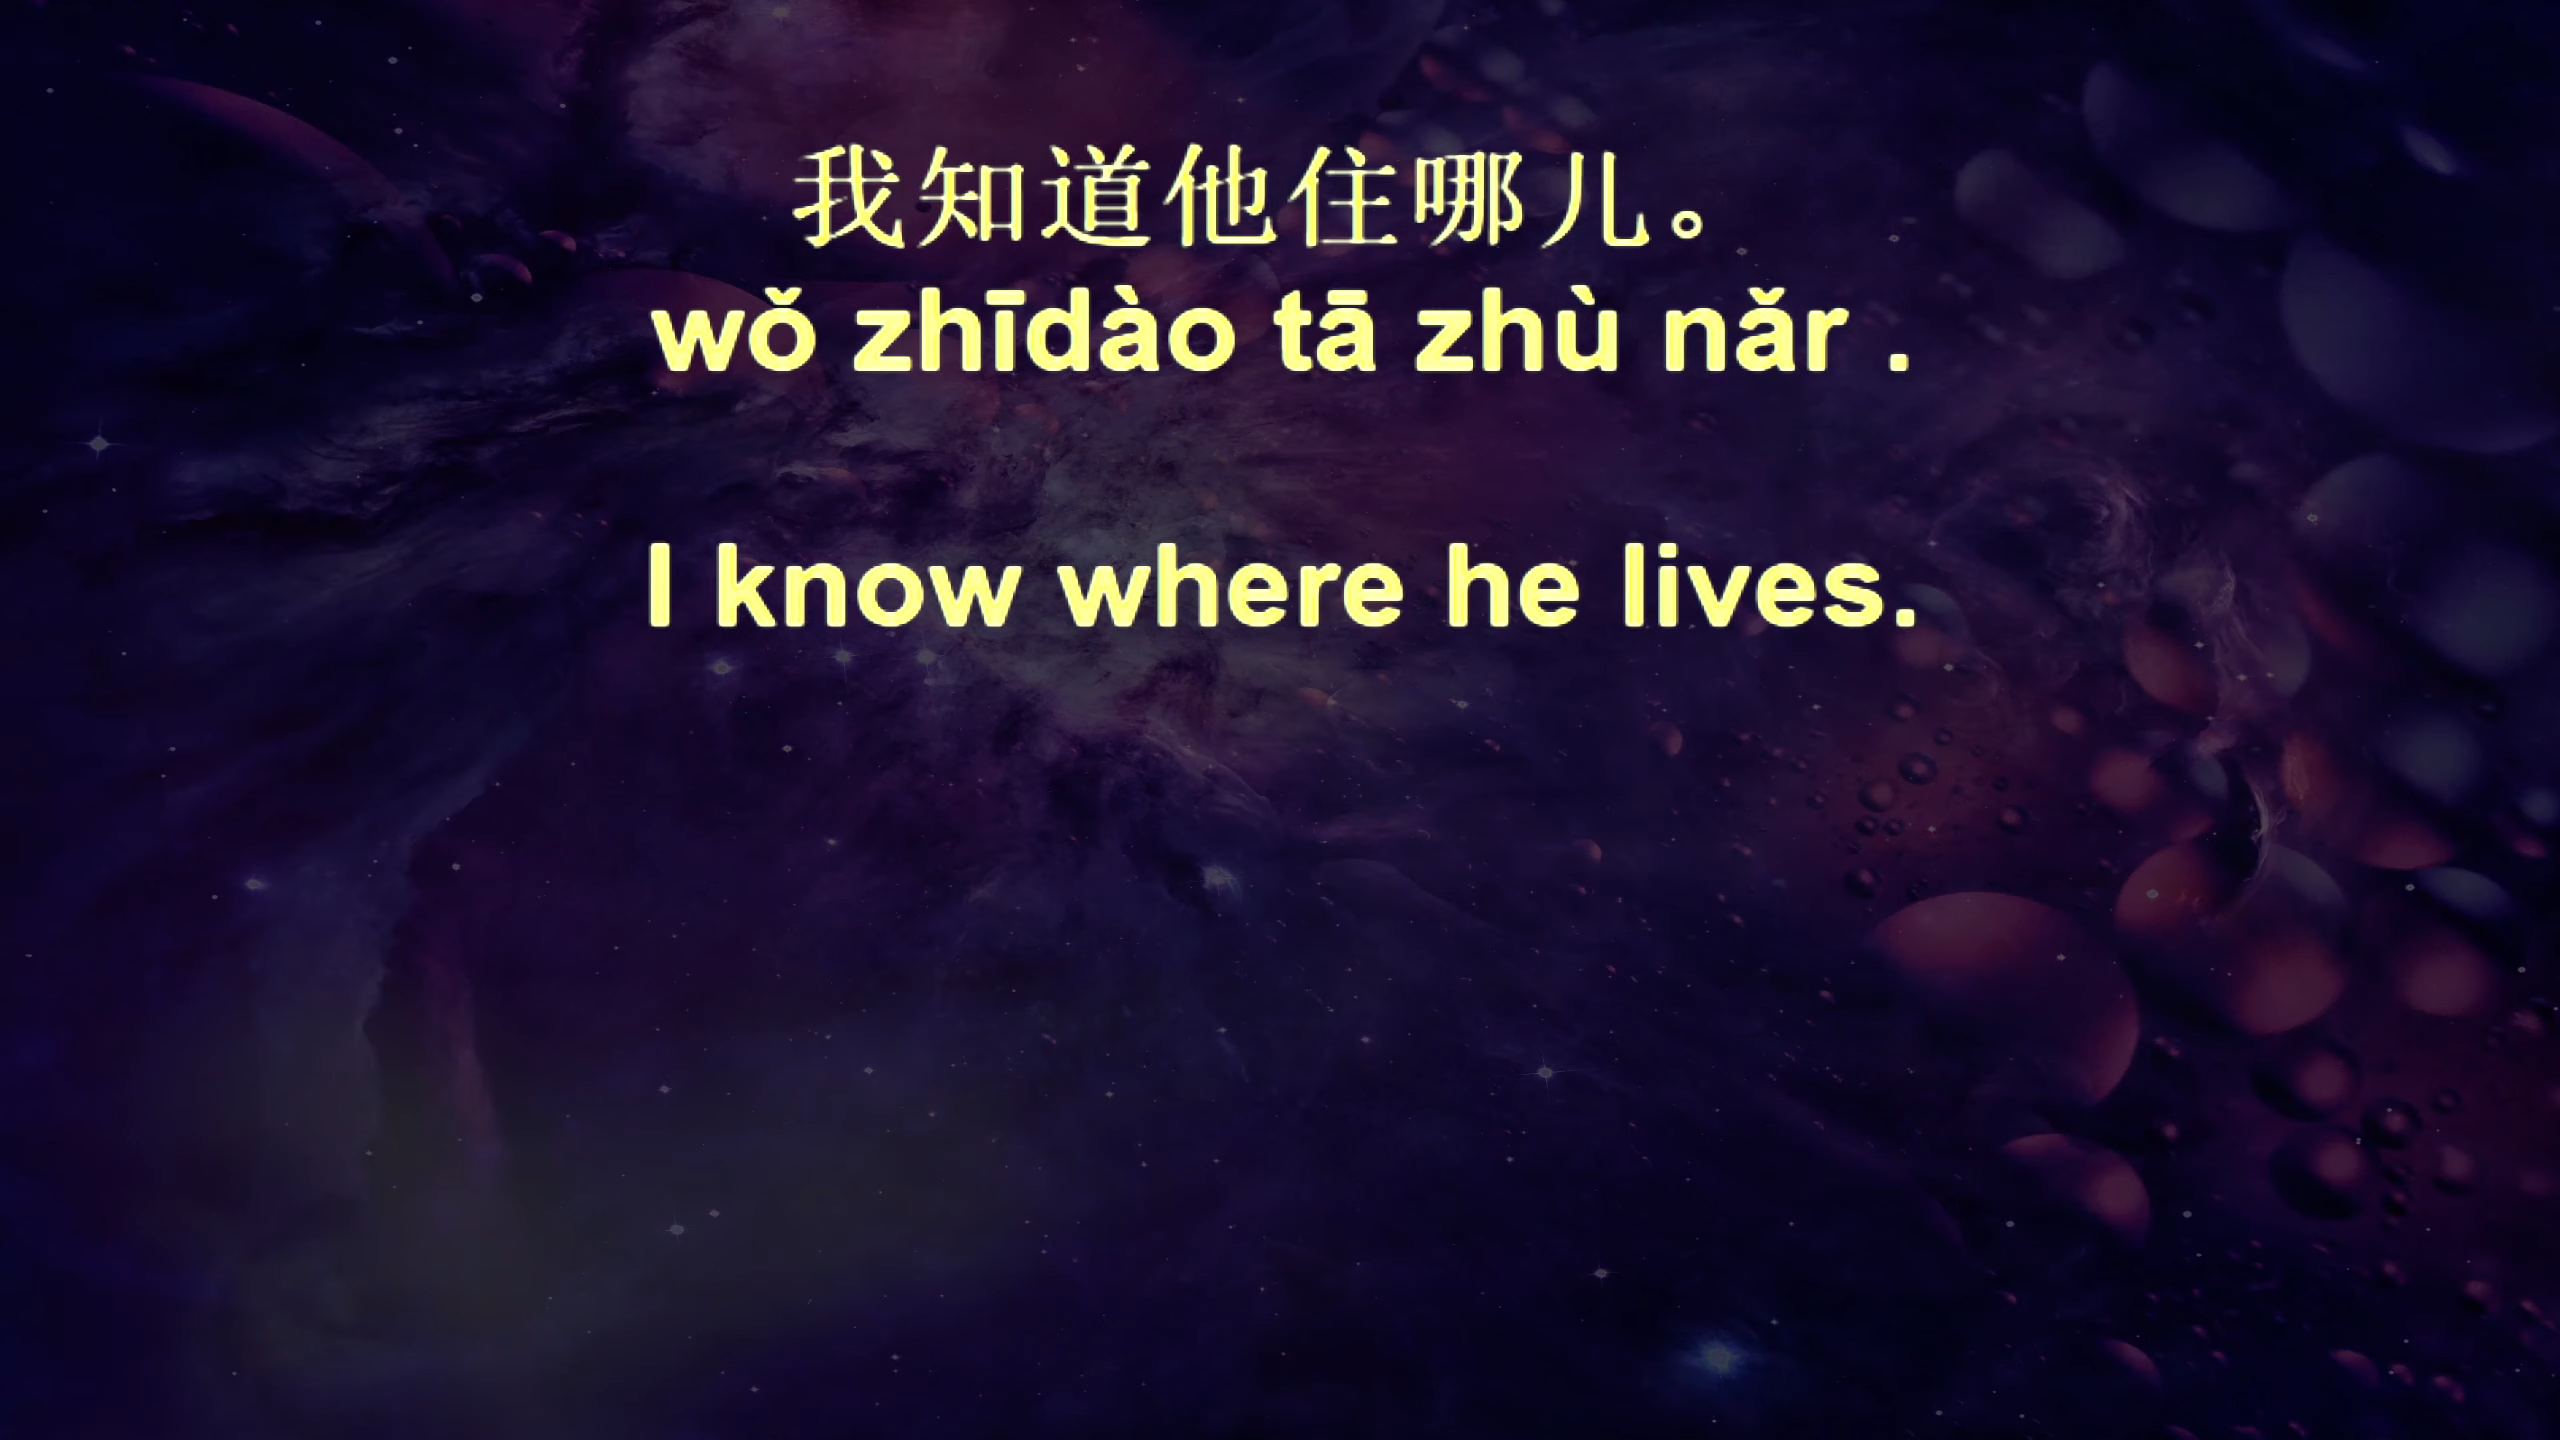 我知道他住哪儿。
wǒ zhīdào tā zhù nǎr .
I know where he lives.